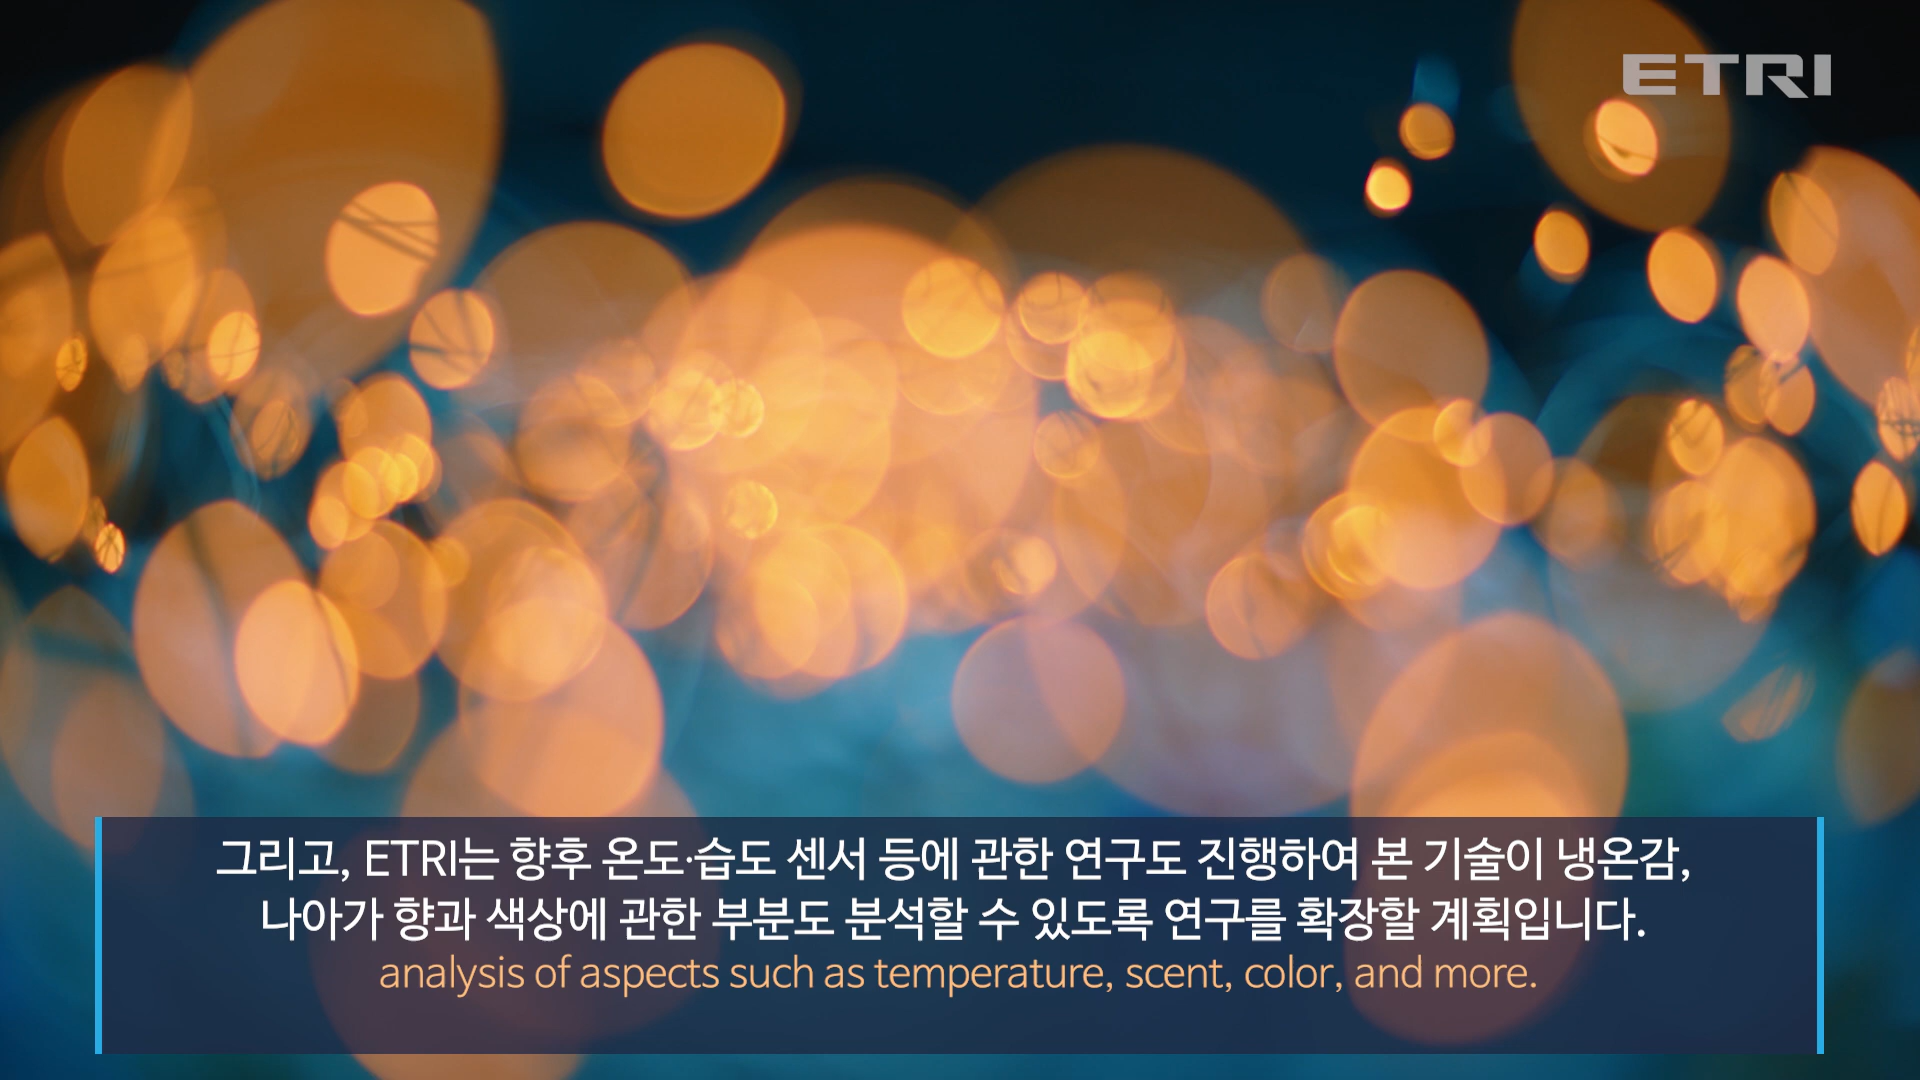 ETRI
그리고, ETRI는 향후 온도·습도 센서 등에 관한 연구도 진행하여 본 기술이 냉온감,
나아가 향과 색상에 관한 부분도 분석할 수 있도록 연구를 확장할 계획입니다.
analysis of aspects such as temperature, scent, color, and more.